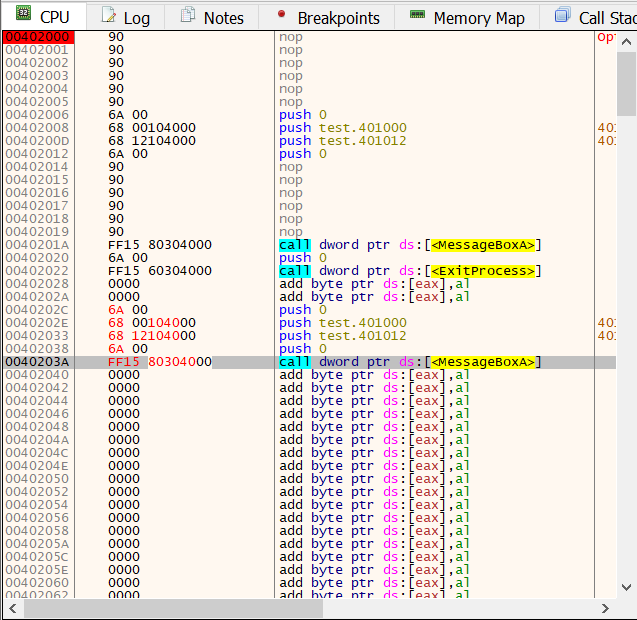 CPU Log Notes Breakpoints Memory Map Call Stac
00402000 90 nop Opt
00402001 90 nop
00402002 90 nop
00402003 90 nop
00402004 90 nop
00402005 90 nop
00402006 6A 00 push 0
00402008 68 00104000 push test.401000 401
0040200D 68 12104000 push test.401012 401
00402012 6A 00 push 0
00402014 90 nop
00402015 90 nop
00402016 90 nop
00402017 90 nop
00402018 90 nop
00402019 90 nop
0040201A FF15 80304000 call dword ptr ds:[<MessageBoxA>]
00402020 6A 00 push 0
00402022 FF15 60304000 call dword ptr ds:[<ExitProcess>]
00402028 0000 add byte ptr ds:[eax],al
0040202A 0000 add byte ptr ds:[eax],al
0040202C 6A 00 push 0
0040202E 68 00104000 push test.401000 401
00402033 68 12104000 push test.401012 401
00402038 6A 00 push 0
0040203A FF15 80304000 call dword ptr ds:[<MessageBoxA>]
00402040 0000 add byte ptr ds:[eax],al
00402042 0000 add byte ptr ds:[eax],al
00402044 0000 add byte ptr ds:[eax],al
00402046 0000 add byte ptr ds:[eax],al
00402048 0000 add byte ptr ds:[eax],al
0040204A 0000 add byte ptr ds:[eax],al
0040204C 0000 add byte ptr ds:[eax],al
0040204E 0000 add byte ptr ds:[eax],al
00402050 0000 add byte ptr ds:[eax],al
00402052 0000 add byte ptr ds:[eax],al
00402054 0000 add byte ptr ds:[eax],al
00402056 0000 add byte ptr ds:[eax],al
00402058 0000 add byte ptr ds:[eax],al
0040205A 0000 add byte ptr ds:[eax],al
0040205C 0000 add byte ptr ds:[eax],al
0040205E 0000 add byte ptr ds:[eax],al
00402060 0000 add byte ptr ds:[eax],al
00402062 0000 add byte ptr ds:[eax],al